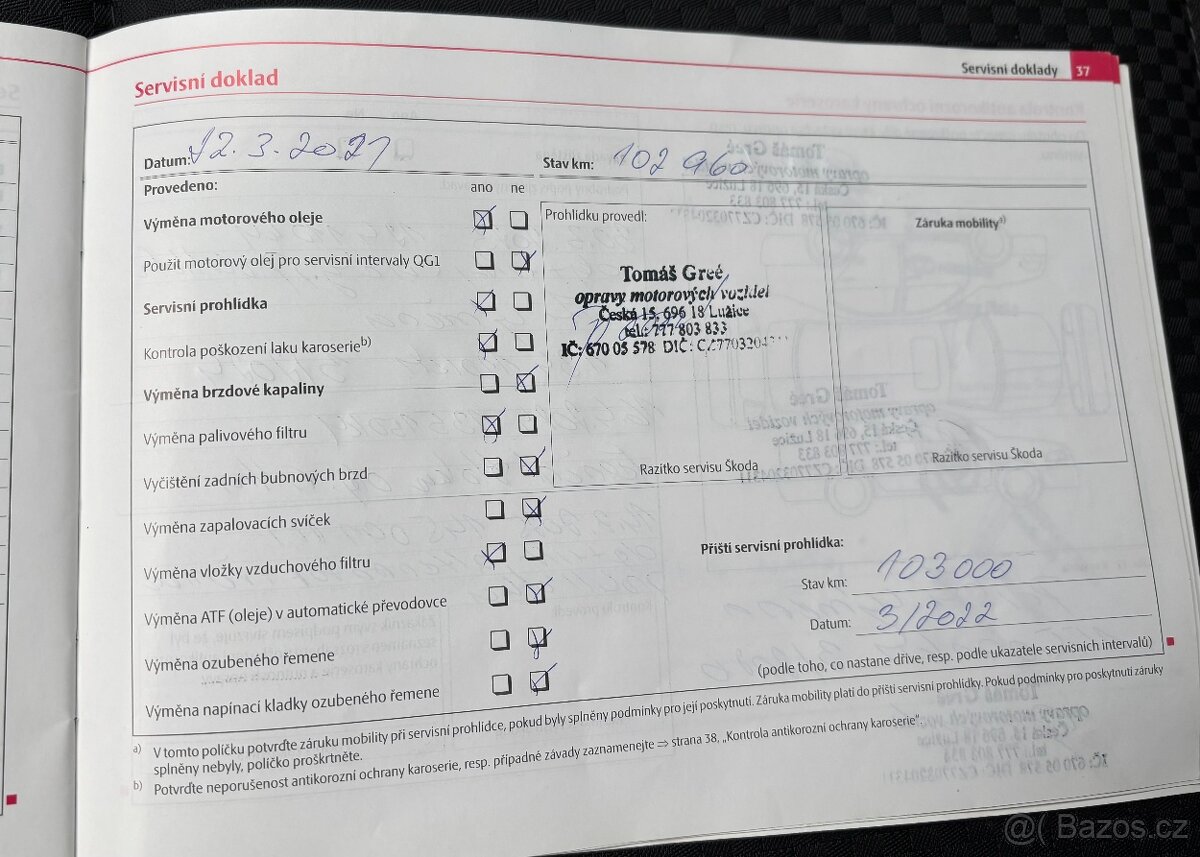 Servisní doklady 37
Servisní doklad
Datum: 12. 3. 2021 Stav km: 102 960
Provedeno: ano ne
Výměna motorového oleje
Použit motorový olej pro servisní intervaly QG1
Servisní prohlídka
Kontrola poškození laku karoserieb)
Výměna brzdové kapaliny
Výměna palivového filtru
Vyčištění zadních bubnových brzd
Výměna zapalovacích svíček
Výměna vložky vzduchového filtru
Výměna ATF (oleje) v automatické převodovce
Výměna ozubeného řemene
Výměna napínací kladky ozubeného řemene
Prohlídku provedl:
Tomáš Greé
opravy motorových vozidel
Česká 15, 696 18 Lužice
tel.: 777 803 833
IČ: 670 05 578 DIČ:
Razítko servisu Škoda
Záruka mobilitya)
Razítko servisu Škoda
Příští servisní prohlídka:
Stav km: 103 000
Datum: 3/2022
(podle toho, co nastane dříve, resp. podle ukazatele servisních intervalů)
a) V tomto políčku potvrďte záruku mobility při servisní prohlídce, pokud byly splněny podmínky pro její poskytnutí. Záruka mobility platí do příští servisní prohlídky. Pokud podmínky pro poskytnutí záruky
splněny nebyly, políčko proškrtněte.
b) Potvrďte neporušenost antikorozní ochrany karoserie, resp. případné závady zaznamenejte ⇒ strana 38, „Kontrola antikorozní ochrany karoserie".
@( Bazos.cz